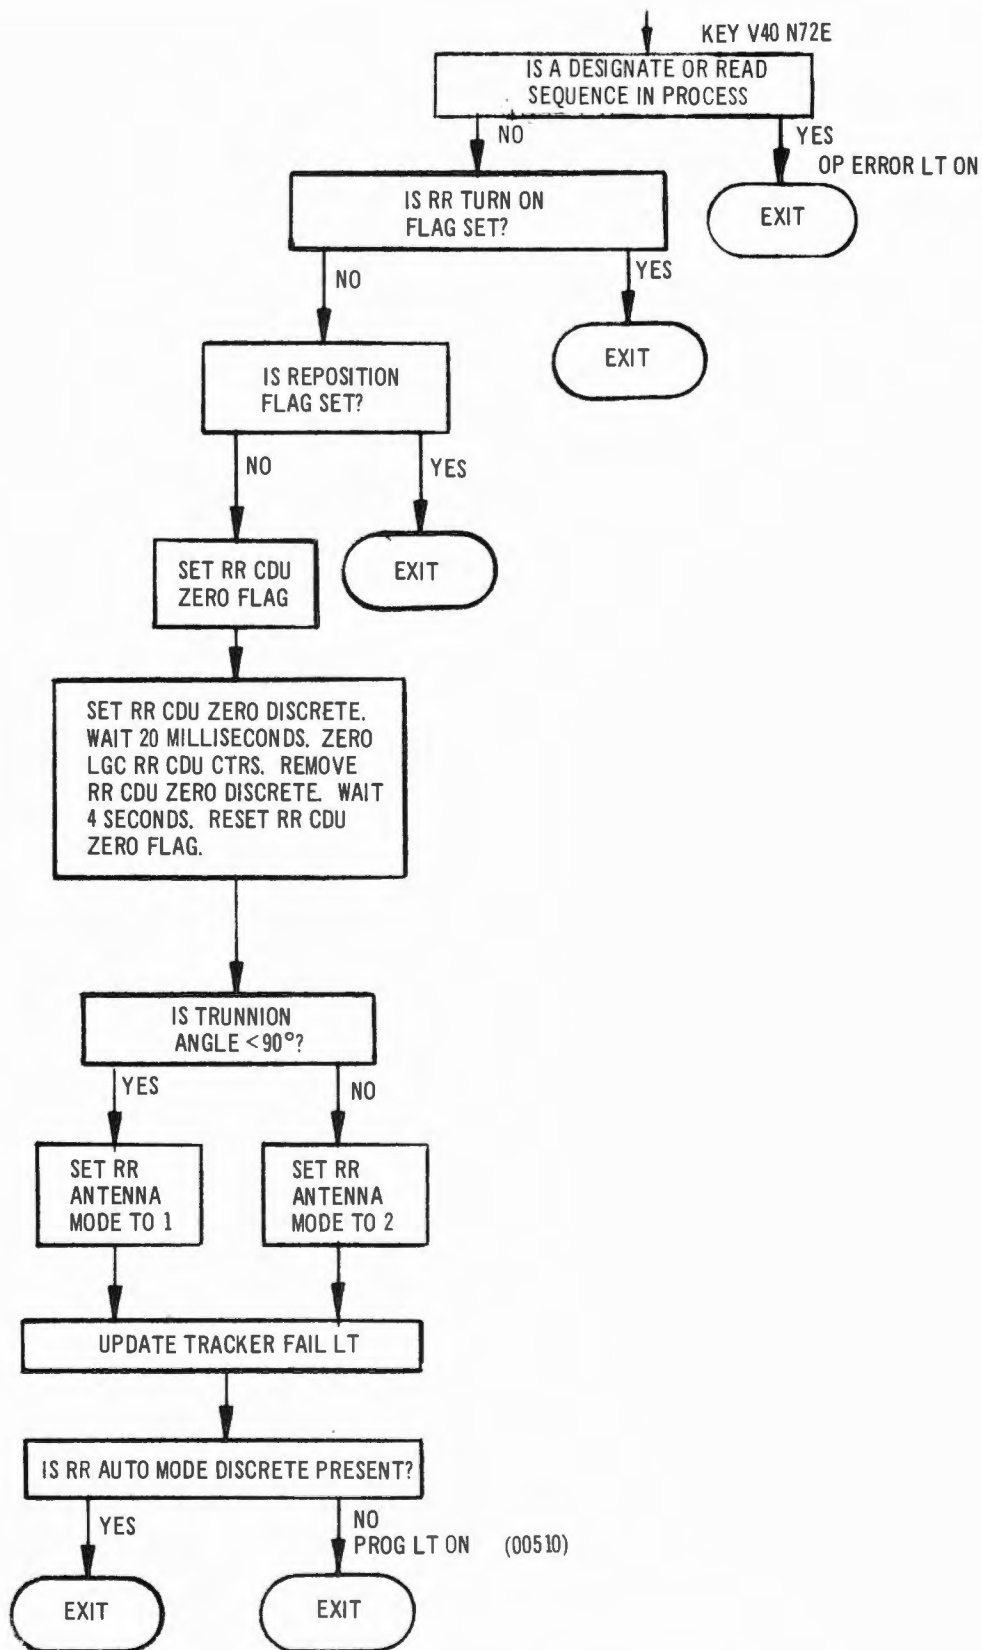 KEY V40 N72E
IS A DESIGNATE OR READ
SEQUENCE IN PROCESS
NO
YES
OP ERROR LT ON
EXIT
IS RR TURN ON
FLAG SET?
NO
YES
EXIT
IS REPOSITION
FLAG SET?
NO
YES
EXIT
SET RR CDU
ZERO FLAG
SET RR CDU ZERO DISCRETE.
WAIT 20 MILLISECONDS. ZERO
LGC RR CDU CTRS. REMOVE
RR CDU ZERO DISCRETE. WAIT
4 SECONDS. RESET RR CDU
ZERO FLAG.
IS TRUNNION
ANGLE <90°?
YES
NO
SET RR
ANTENNA
MODE TO 1
SET RR
ANTENNA
MODE TO 2
UPDATE TRACKER FAIL LT
IS RR AUTO MODE DISCRETE PRESENT?
YES
NO
PROG LT ON (00510)
EXIT
EXIT